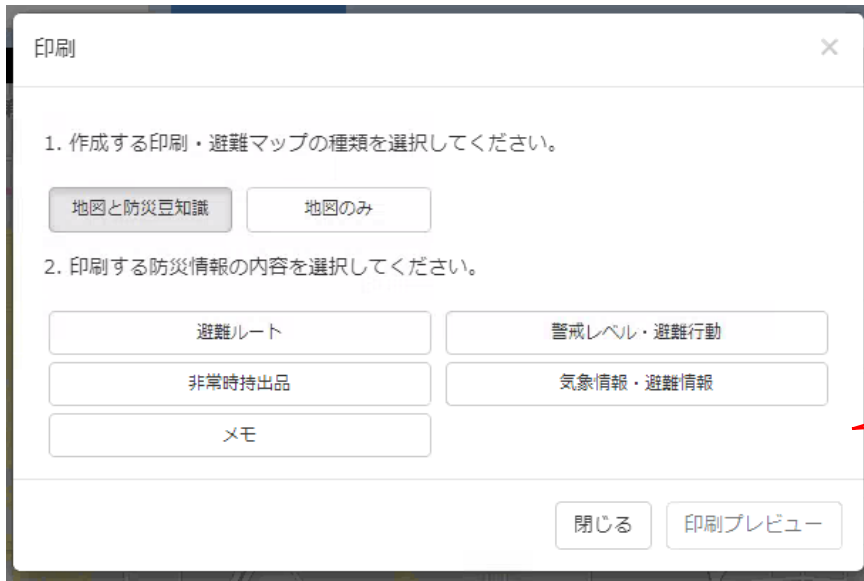 印刷 ×
1. 作成する印刷・避難マップの種類を選択してください。
地図と防災豆知識 地図のみ
2. 印刷する防災情報の内容を選択してください。
避難ルート 警戒レベル・避難行動
非常時持出品 気象情報・避難情報
メモ
閉じる 印刷プレビュー